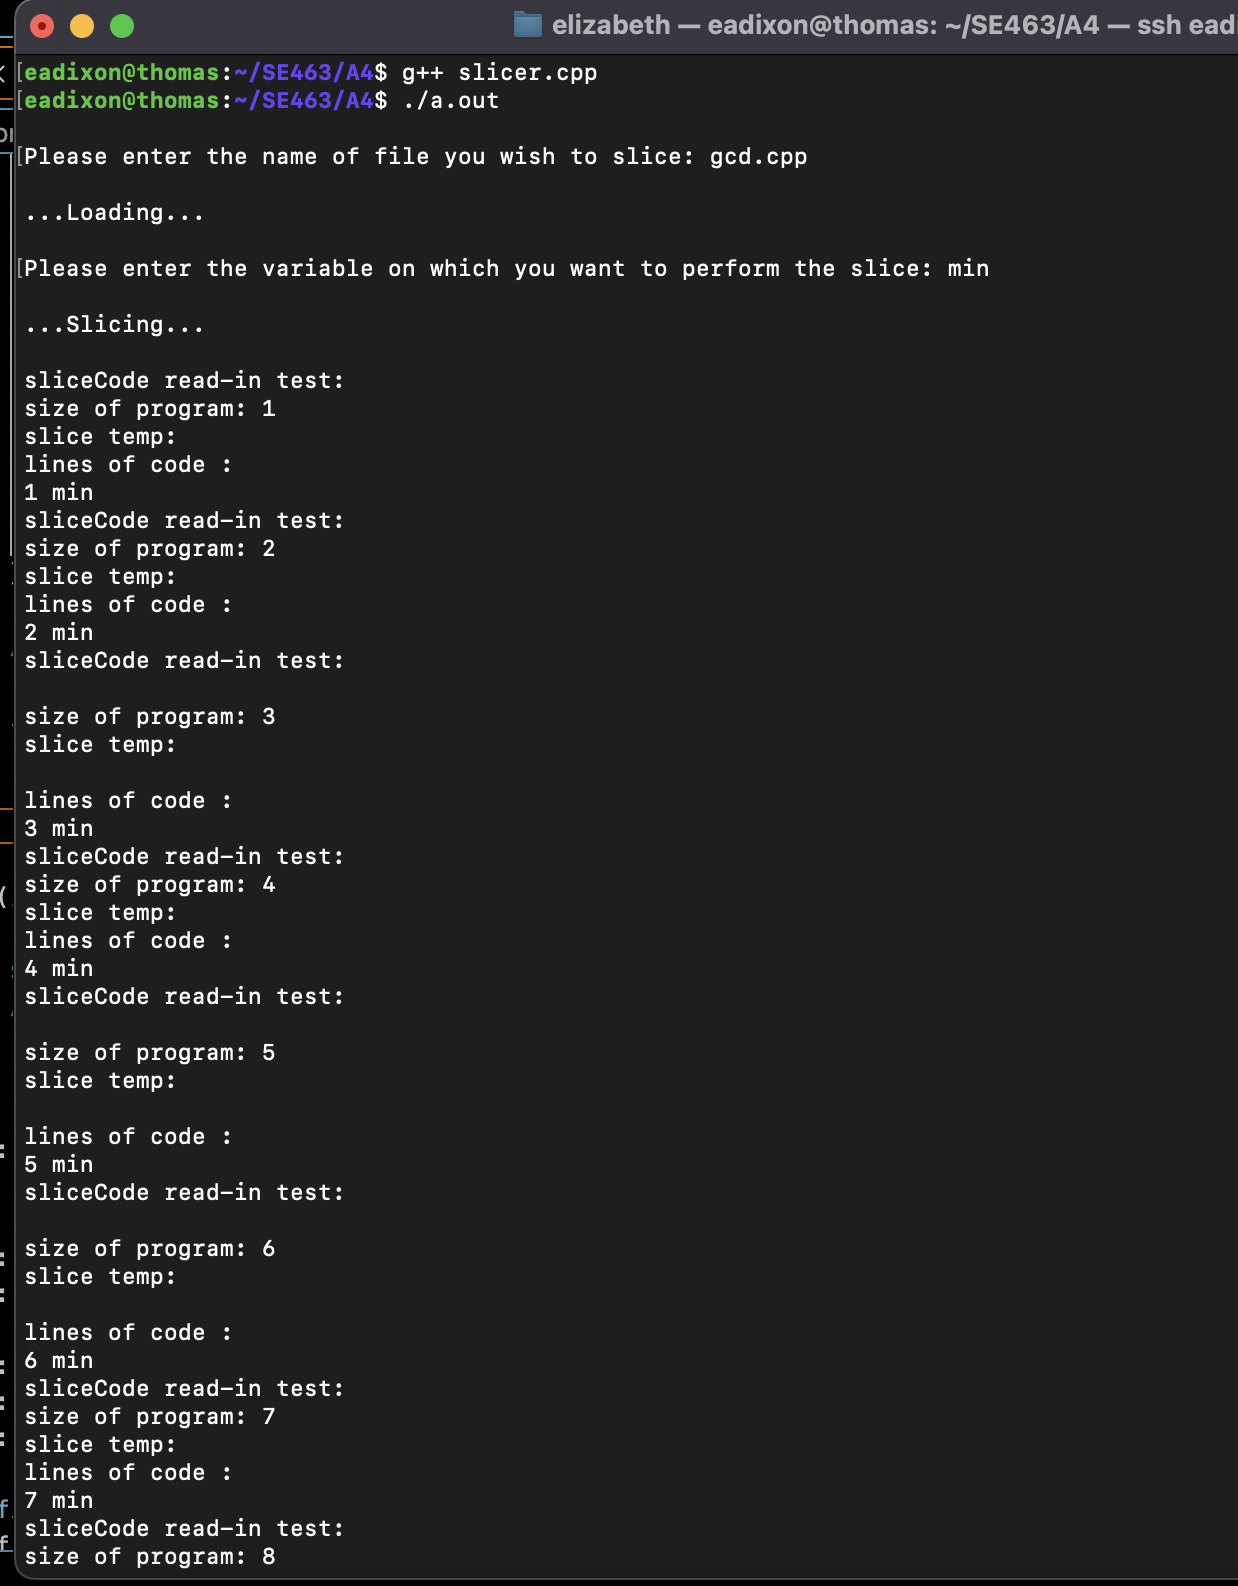 elizabeth — eadixon@thomas: ~/SE463/A4 — ssh eadi
[eadixon@thomas:~/SE463/A4$ g++ slicer.cpp
[eadixon@thomas:~/SE463/A4$ ./a.out
[Please enter the name of file you wish to slice: gcd.cpp
...Loading...
[Please enter the variable on which you want to perform the slice: min
...Slicing...
sliceCode read-in test:
size of program: 1
slice temp:
lines of code :
1 min
sliceCode read-in test:
size of program: 2
slice temp:
lines of code :
2 min
sliceCode read-in test:
size of program: 3
slice temp:
lines of code :
3 min
sliceCode read-in test:
size of program: 4
slice temp:
lines of code :
4 min
sliceCode read-in test:
size of program: 5
slice temp:
lines of code :
5 min
sliceCode read-in test:
size of program: 6
slice temp:
lines of code :
6 min
sliceCode read-in test:
size of program: 7
slice temp:
lines of code :
7 min
sliceCode read-in test:
size of program: 8